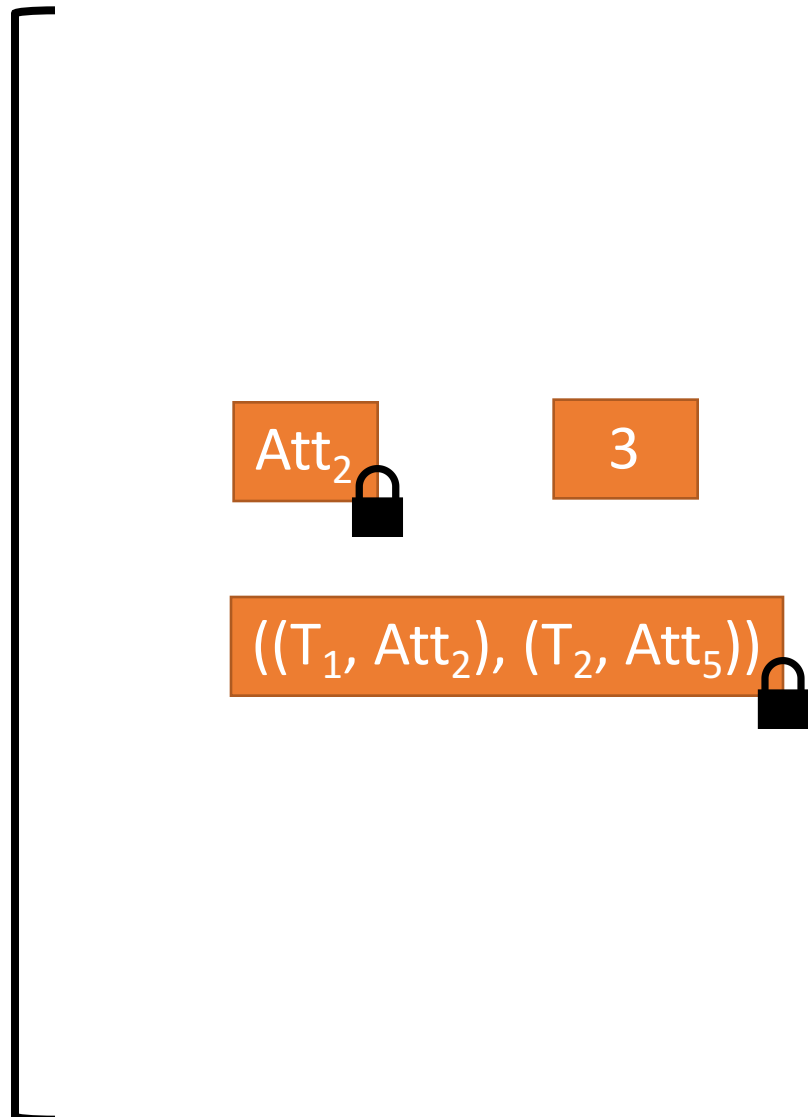 Att₂ 3
((T₁, Att₂), (T₂, Att₅))